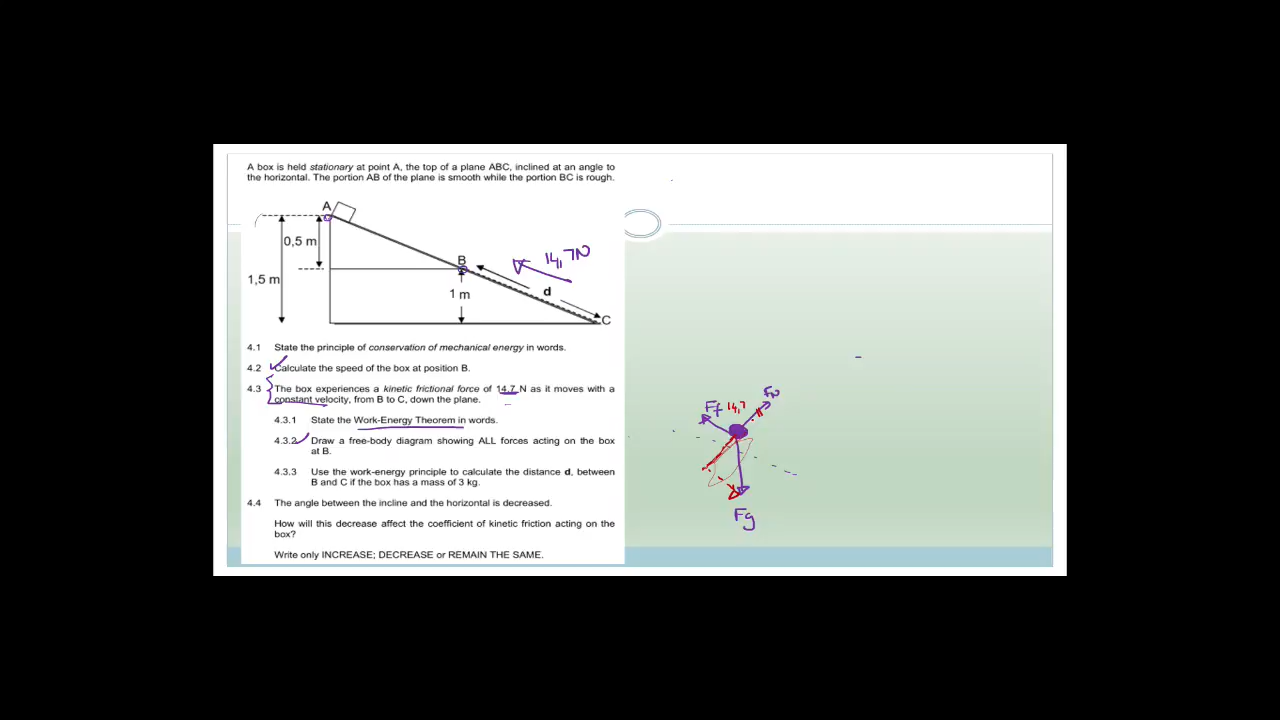 A box is held stationary at point A, the top of a plane ABC, inclined at an angle to
the horizontal. The portion AB of the plane is smooth while the portion BC is rough.
A
0,5 m
B
14,7N
1,5 m
1 m
d
C
4.1 State the principle of conservation of mechanical energy in words.
4.2 Calculate the speed of the box at position B.
4.3 The box experiences a kinetic frictional force of 14.7 N as it moves with a
constant velocity, from B to C, down the plane.
4.3.1 State the Work-Energy Theorem in words.
4.3.2 Draw a free-body diagram showing ALL forces acting on the box
at B.
4.3.3 Use the work-energy principle to calculate the distance d, between
B and C if the box has a mass of 3 kg.
4.4 The angle between the incline and the horizontal is decreased.
How will this decrease affect the coefficient of kinetic friction acting on the
box?
Write only INCREASE; DECREASE or REMAIN THE SAME.
Ff 14,7
Fg